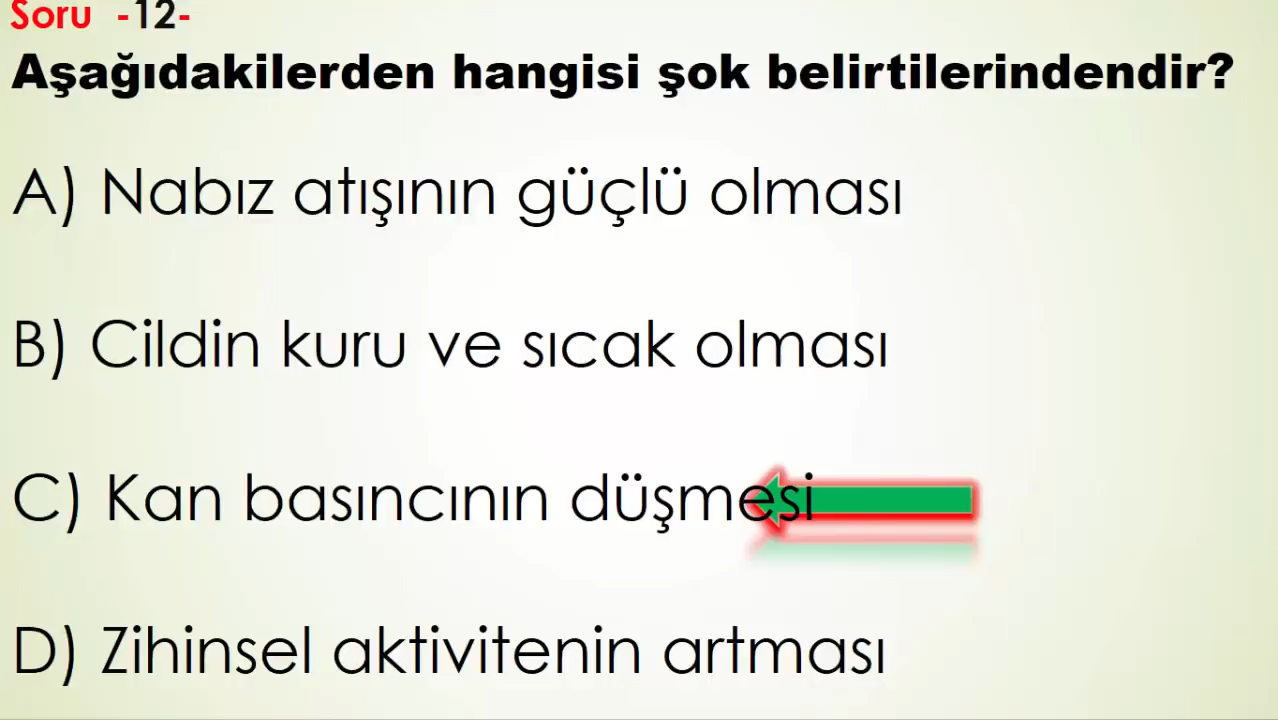 Soru -12-
Aşağıdakilerden hangisi şok belirtilerindendir?
A) Nabız atışının güçlü olması
B) Cildin kuru ve sıcak olması
C) Kan basıncının düşmesi
D) Zihinsel aktivitenin artması